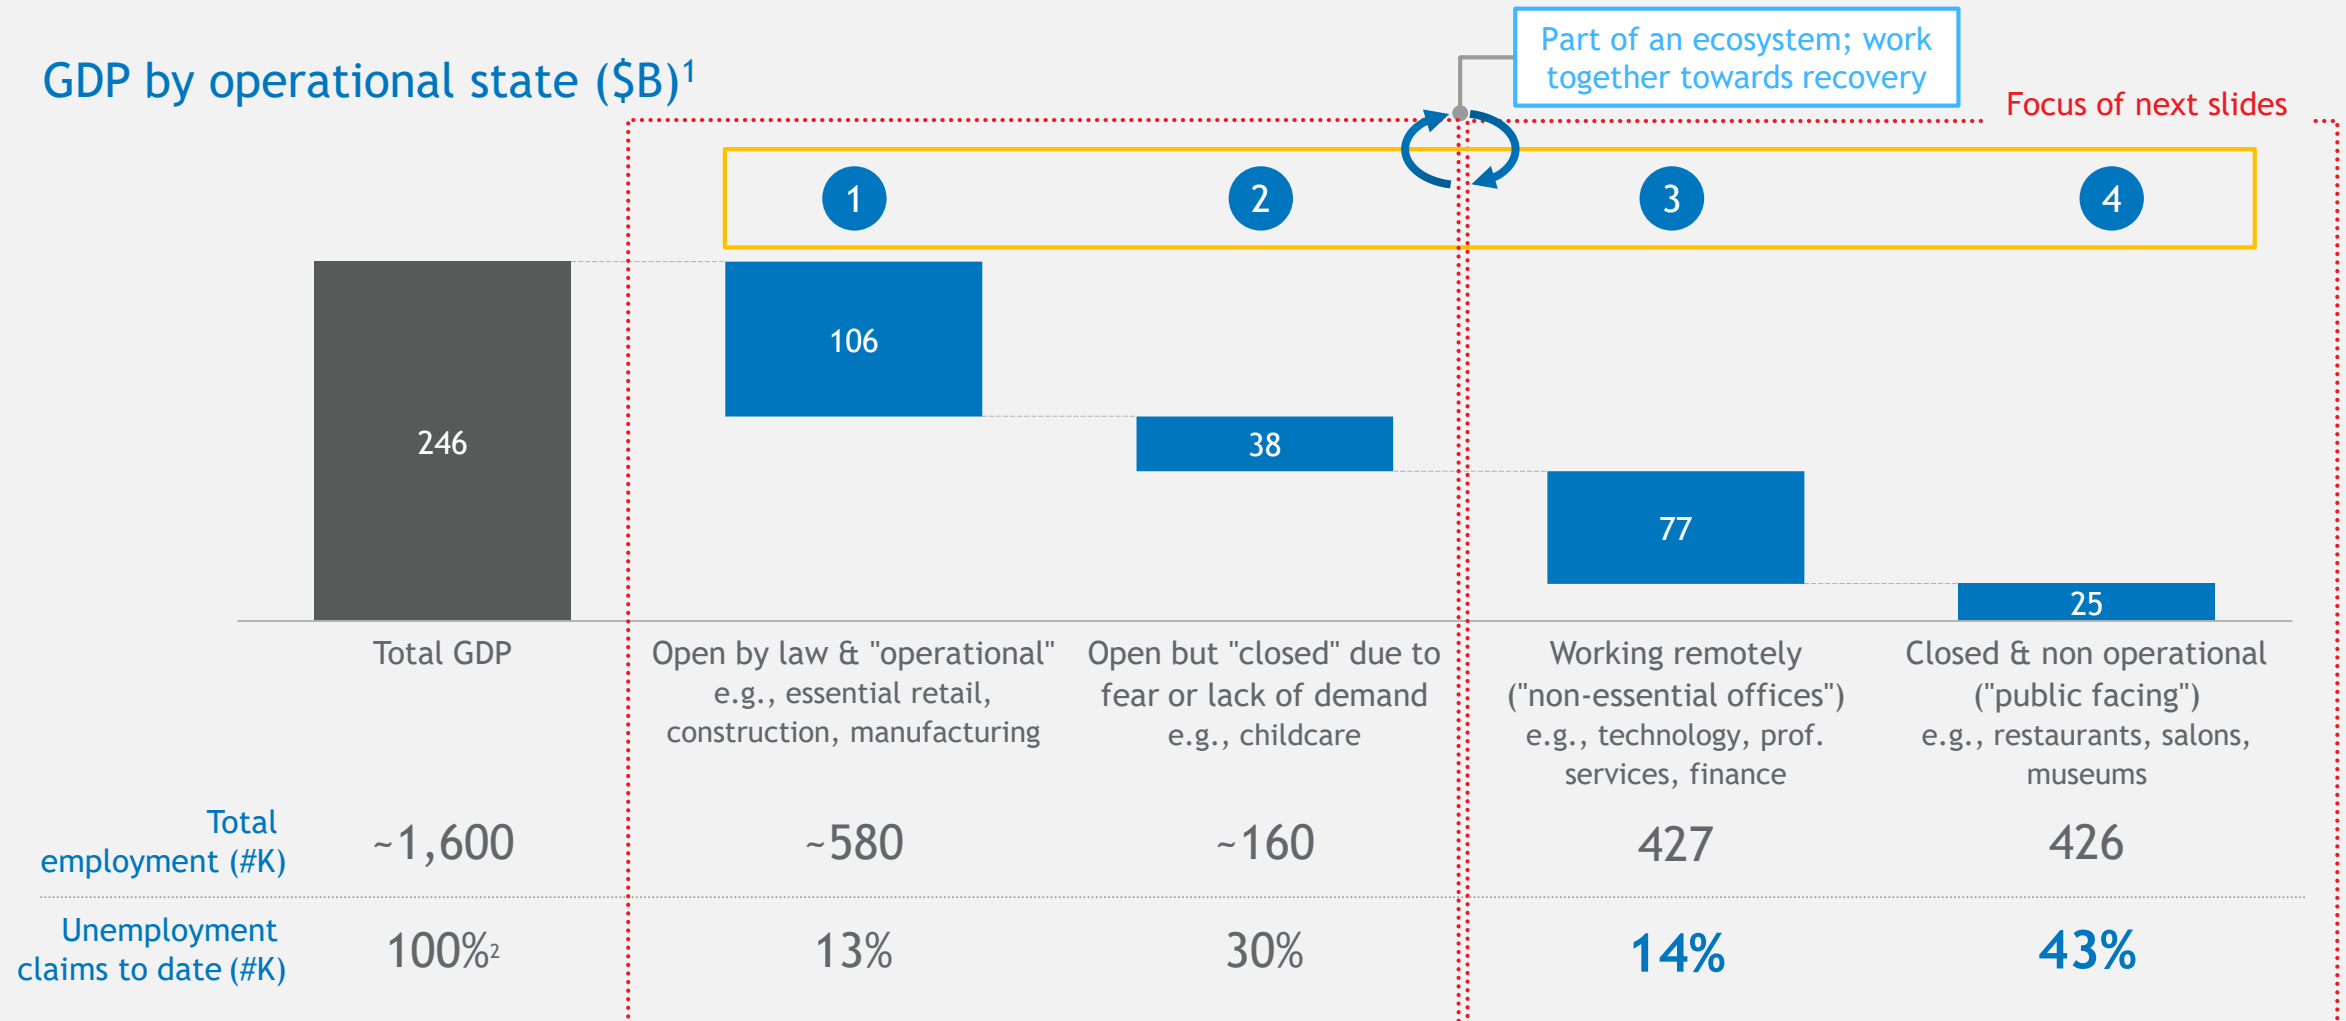 Part of an ecosystem; work
together towards recovery
GDP by operational state ($B)1
Focus of next slides
1
2
3
4
246
106
38
77
25
Total GDP
Open by law & "operational"
e.g., essential retail,
construction, manufacturing
Open but "closed" due to
fear or lack of demand
e.g., childcare
Working remotely
("non-essential offices")
e.g., technology, prof.
services, finance
Closed & non operational
("public facing")
e.g., restaurants, salons,
museums
Total
employment (#K)
~1,600
~580
~160
427
426
Unemployment
claims to date (#K)
100%2
13%
30%
14%
43%